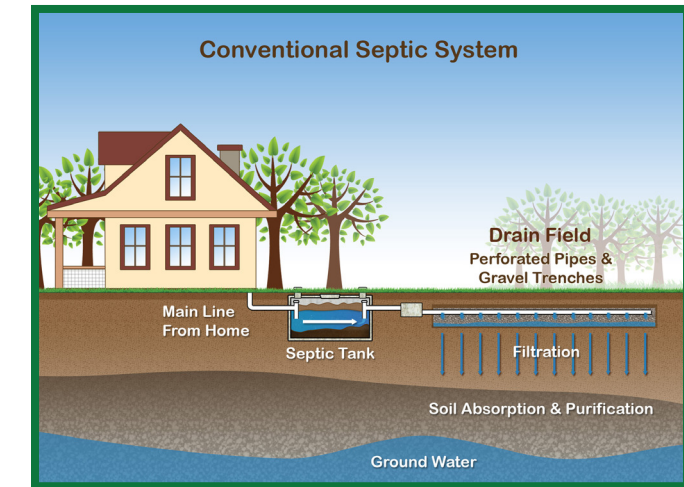 Conventional Septic System
Drain Field
Perforated Pipes &
Gravel Trenches
Main Line
From Home
Septic Tank
Filtration
Soil Absorption & Purification
Ground Water